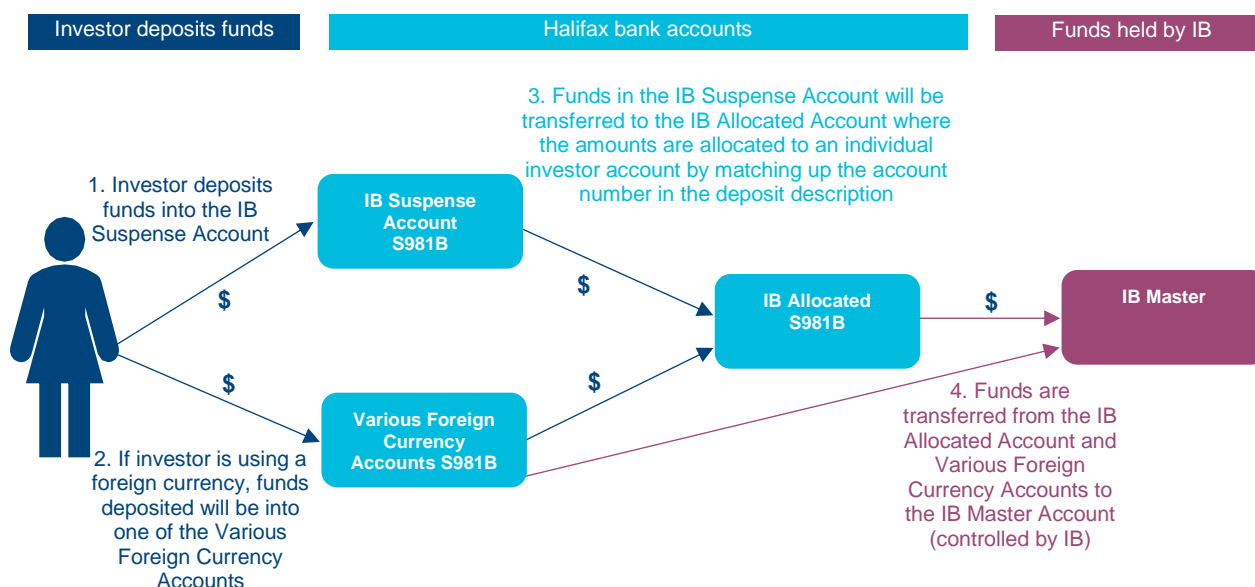 Investor deposits funds
Halifax bank accounts
Funds held by IB
3. Funds in the IB Suspense Account will be
transferred to the IB Allocated Account where
the amounts are allocated to an individual
investor account by matching up the account
number in the deposit description
1. Investor deposits
funds into the IB
Suspense Account
IB Suspense
Account
S981B
$
$
IB Allocated
S981B
$
IB Master
$
$
Various Foreign
Currency
Accounts S981B
2. If investor is using a
foreign currency, funds
deposited will be into
one of the Various
Foreign Currency
Accounts
4. Funds are
transferred from the IB
Allocated Account and
Various Foreign
Currency Accounts to
the IB Master Account
(controlled by IB)